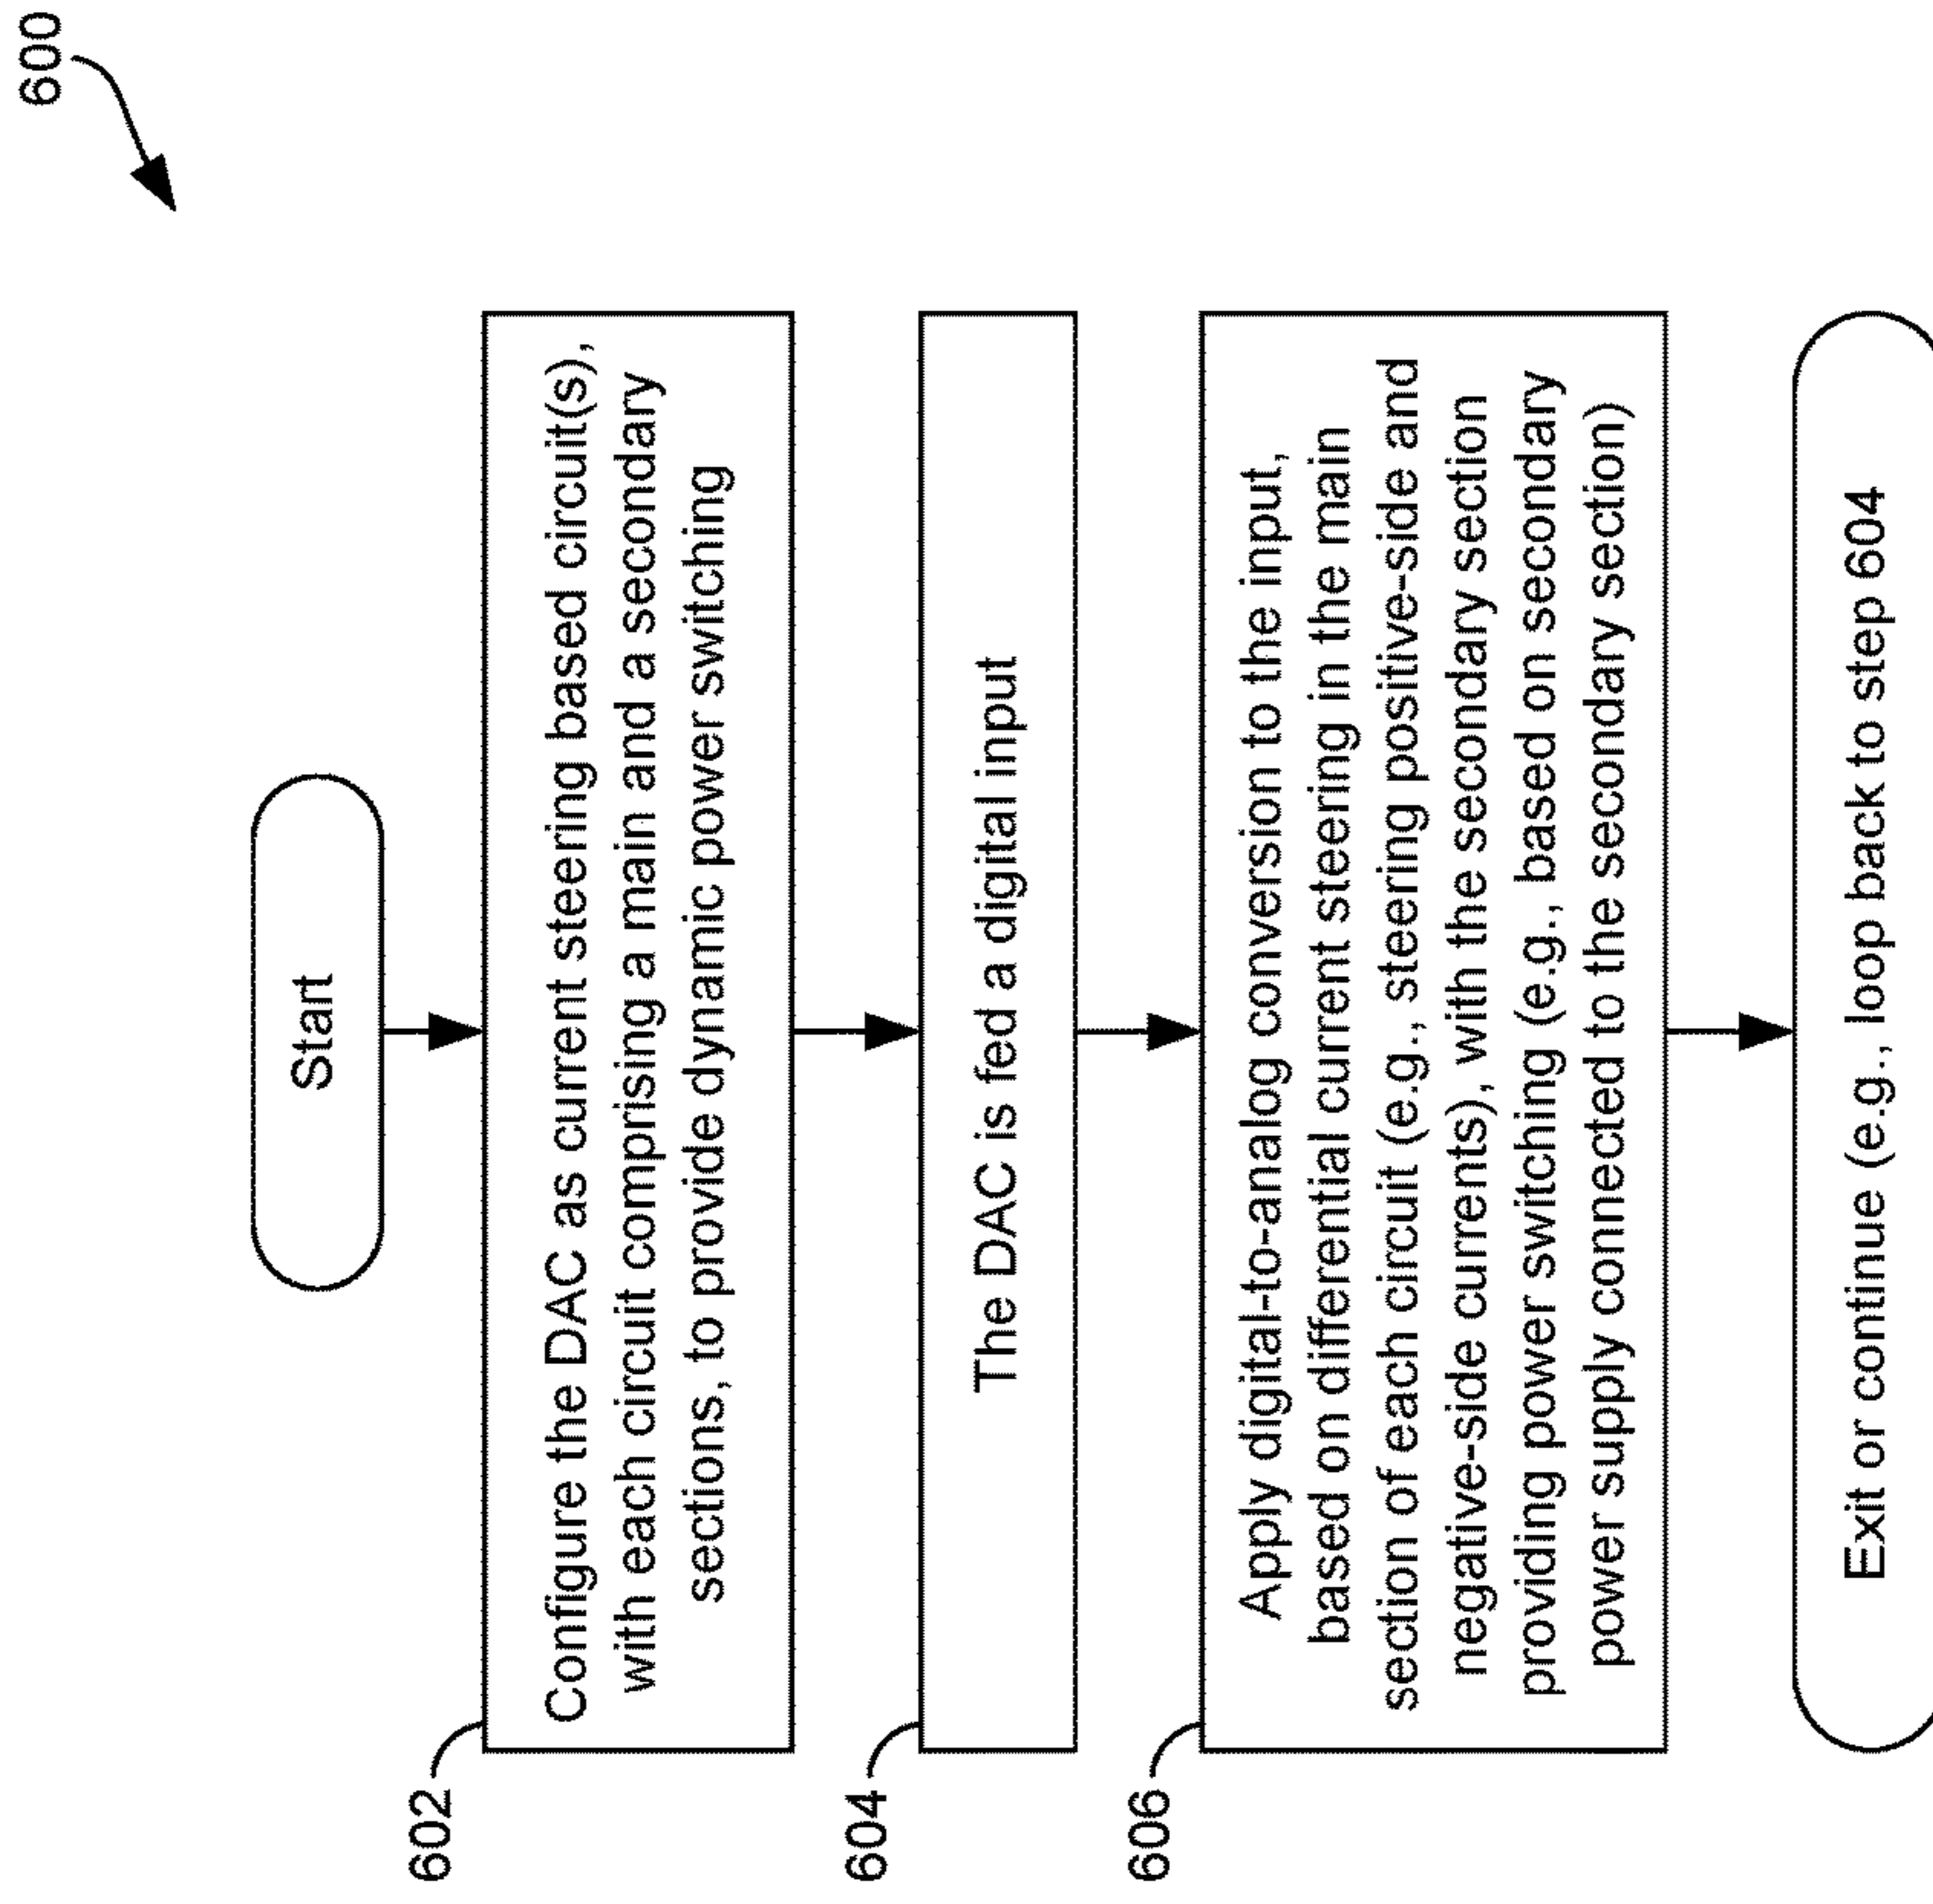 600
Start
602
Configure the DAC as current steering based circuit(s),
with each circuit comprising a main and a secondary
sections, to provide dynamic power switching
604
The DAC is fed a digital input
606
Apply digital-to-analog conversion to the input,
based on differential current steering in the main
section of each circuit (e.g., steering positive-side and
negative-side currents), with the secondary section
providing power switching (e.g., based on secondary
power supply connected to the secondary section)
Exit or continue (e.g., loop back to step 604